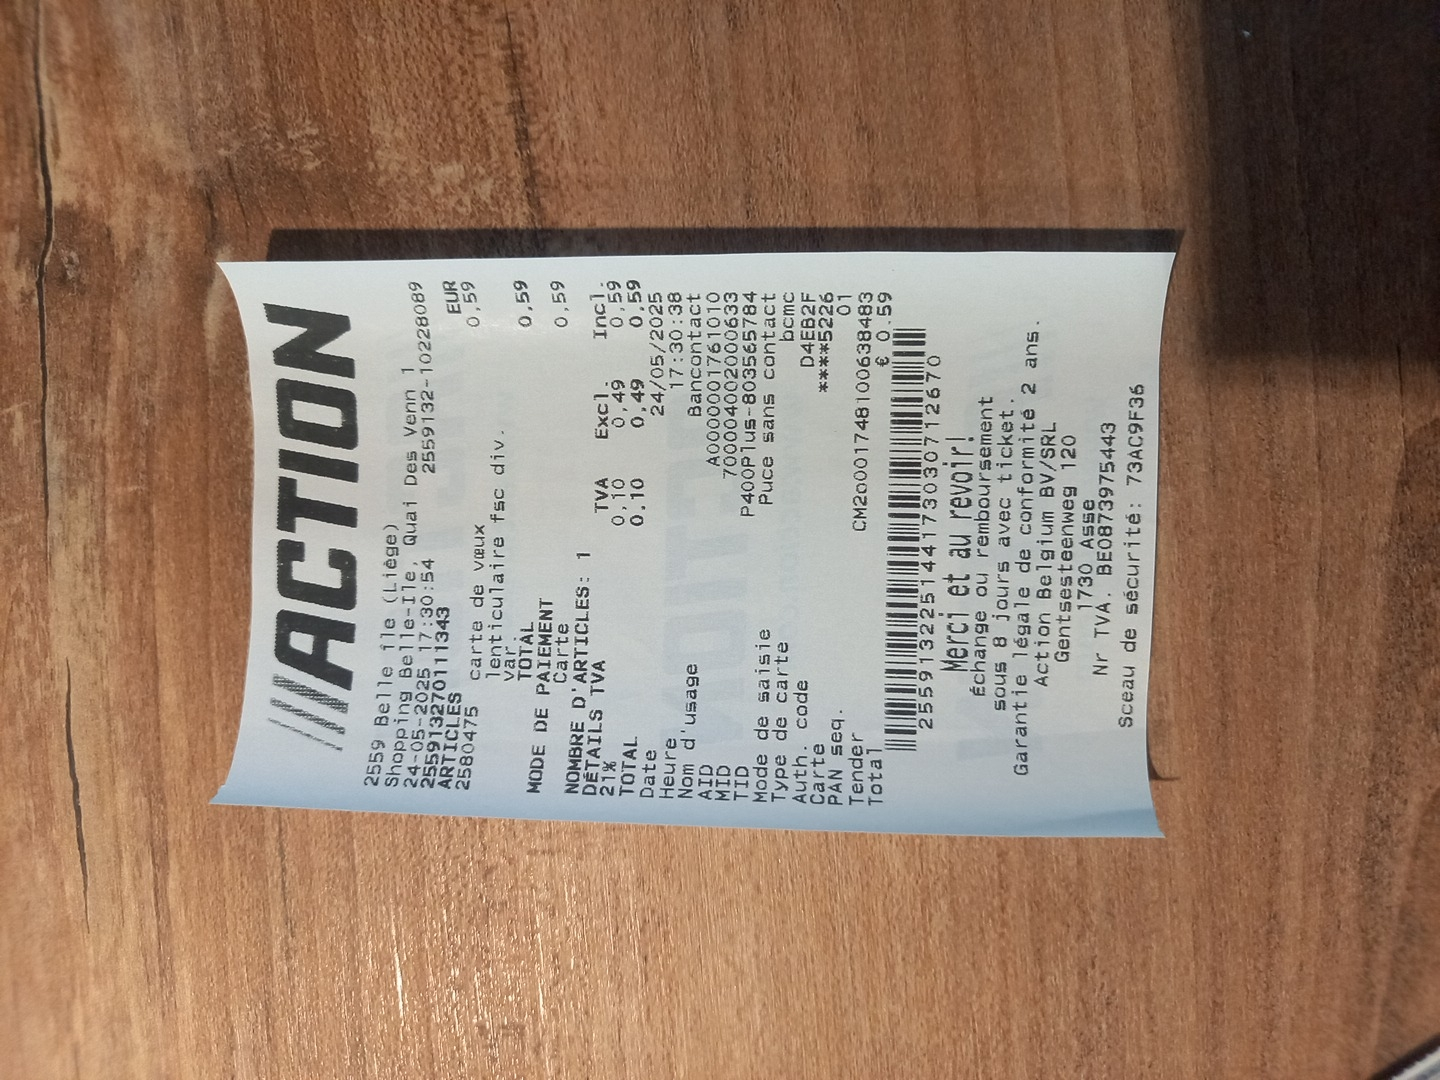 ///ACTION
2559 Belle île (Liège)
Shopping Belle-Ile, Quai Des Venn 1
24-05-2025 17:30:54 2559132-10228089
255913270111343
ARTICLES EUR
2580475 0,59
carte de vœux
lenticulaire fsc div.
var.
TOTAL 0,59
MODE DE PAIEMENT
Carte 0,59
NOMBRE D'ARTICLES: 1
DÉTAILS TVA TVA Excl. Incl.
21% 0,10 0,49 0,59
TOTAL 0,10 0,49 0,59
Date 24/05/2025
Heure 17:30:38
Nom d'usage Bancontact
AID A0000001761010
MID 70000400200063​3
TID P400Plus-803565784
Mode de saisie Puce sans contact
Type de carte bcmc
Auth. code D4EB2F
Carte ****5226
PAN seq. 01
Tender CM2o001748100638483
Total € 0.59
2559132251441730307​12670
Merci et au revoir!
Échange ou remboursement
sous 8 jours avec ticket.
Garantie légale de conformité 2 ans.
Action Belgium BV/SRL
Gentsesteenweg 120
1730 Asse
Nr TVA. BE0873975443
Sceau de sécurité: 73AC9F36